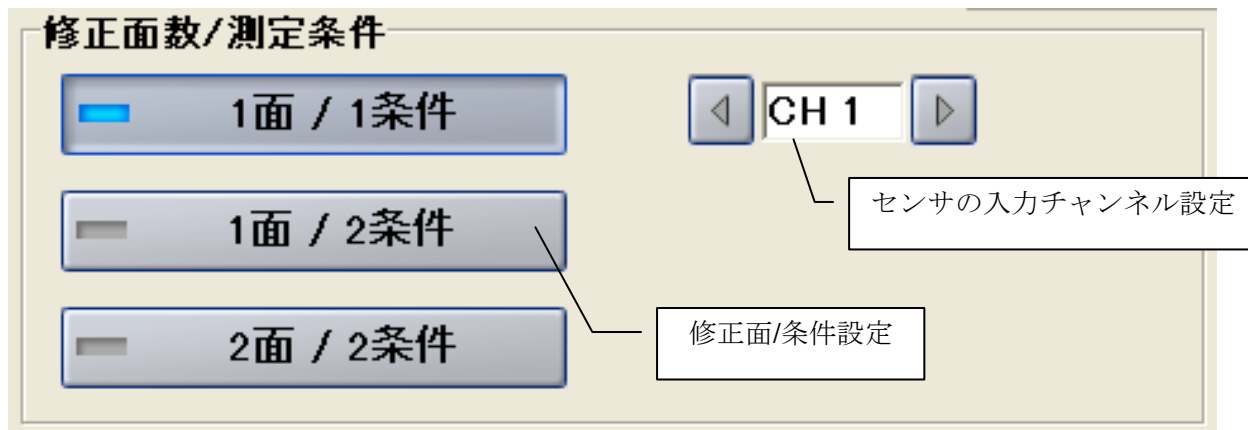 修正面数/測定条件
1面 / 1条件
CH 1
センサの入力チャンネル設定
1面 / 2条件
修正面/条件設定
2面 / 2条件